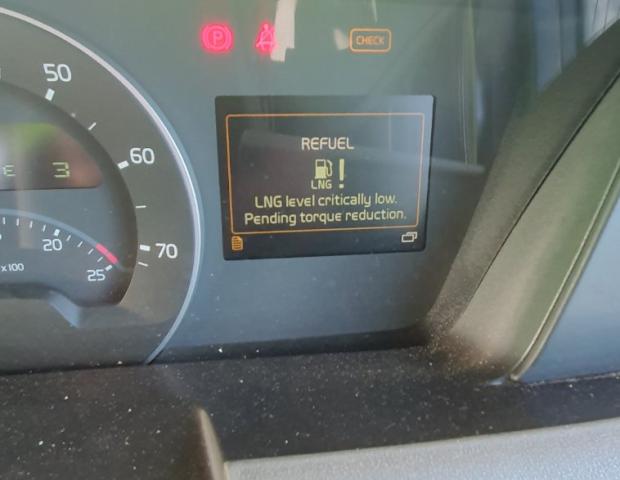 P
CHECK
50
60
70
E 3
20
25
x100
REFUEL
LNG
!
LNG level critically low.
Pending torque reduction.